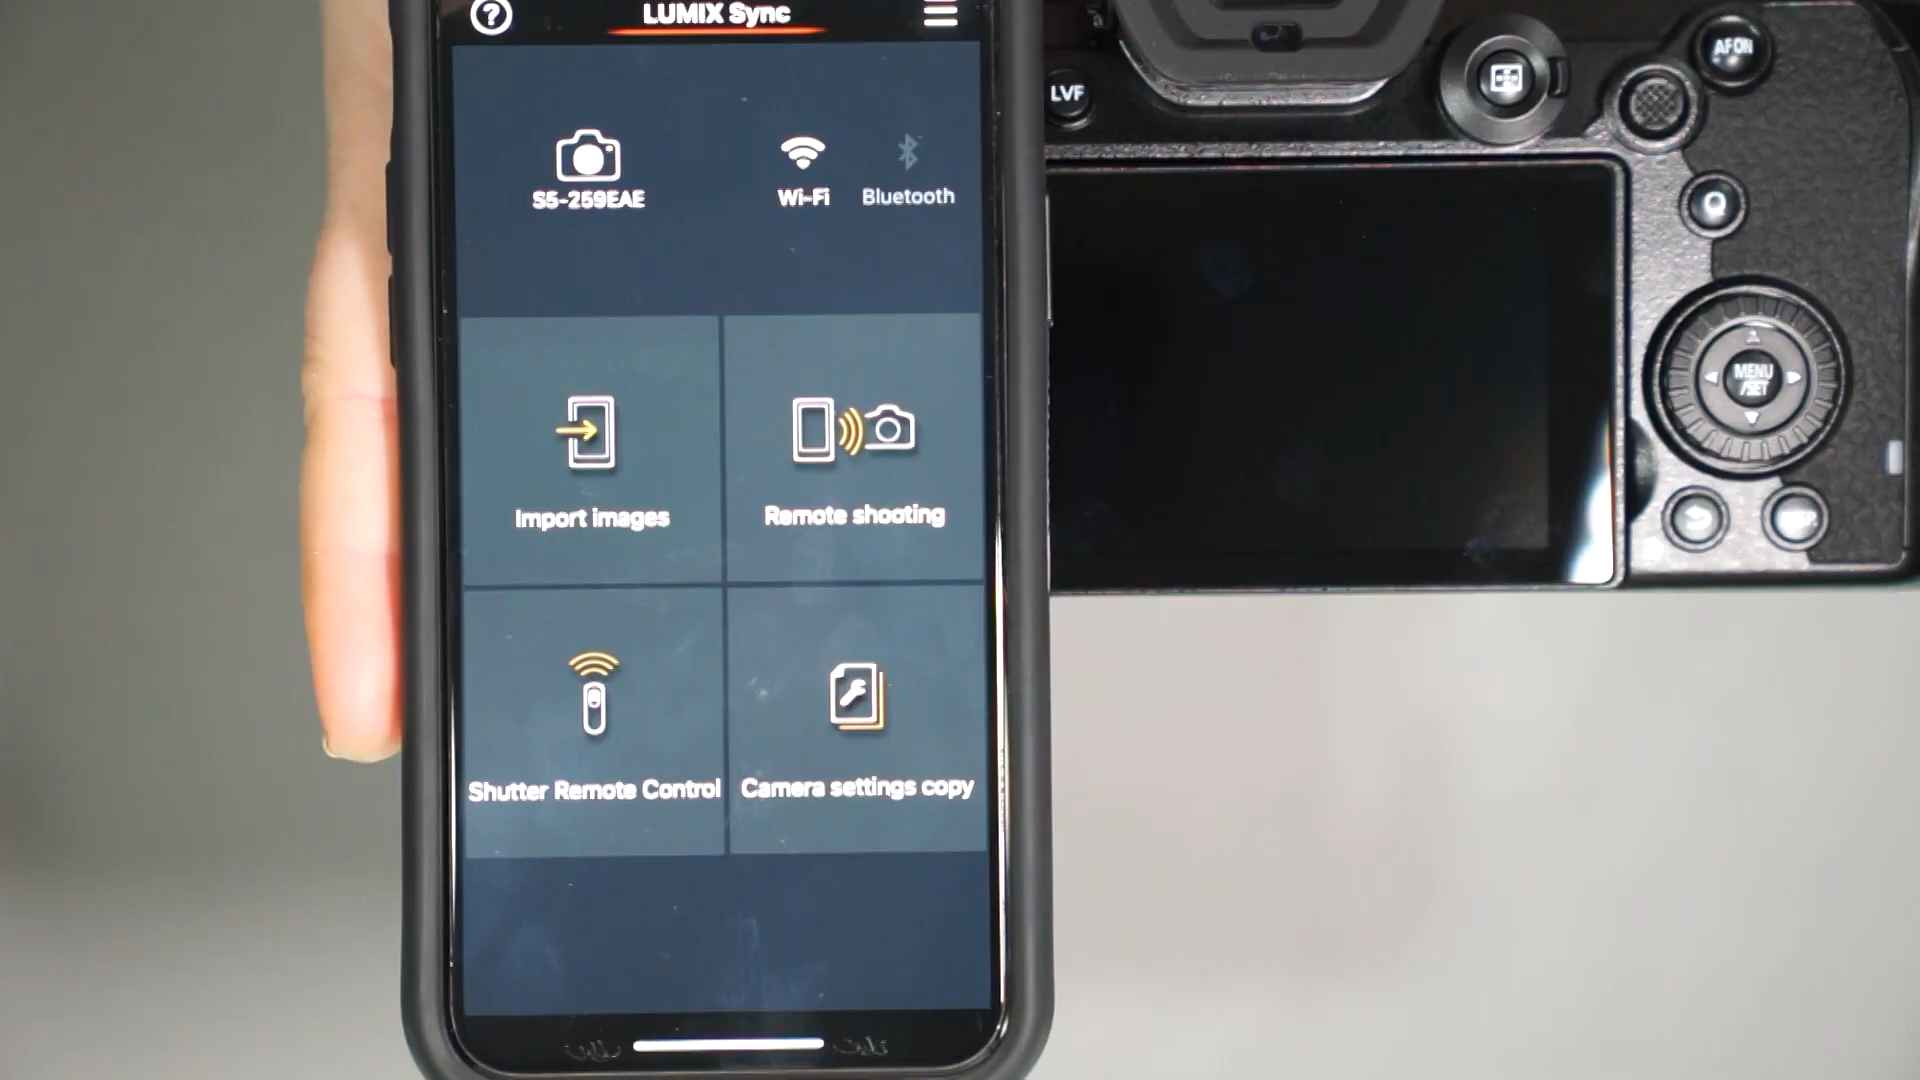 LUMIX Sync
S5-259EAE
Wi-Fi
Bluetooth
Import images
Remote shooting
Shutter Remote Control
Camera settings copy
LVF
AF ON
Q
MENU
/SET